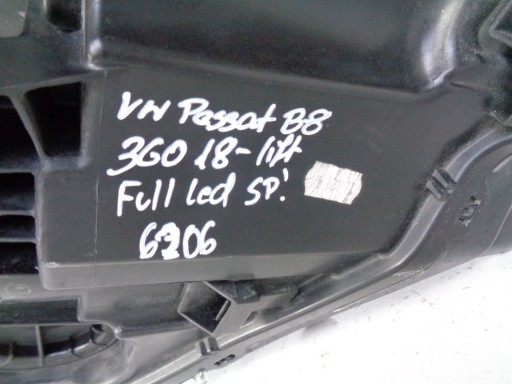 VW Passat B8
3G0 18-lift
Full led SP!
6206